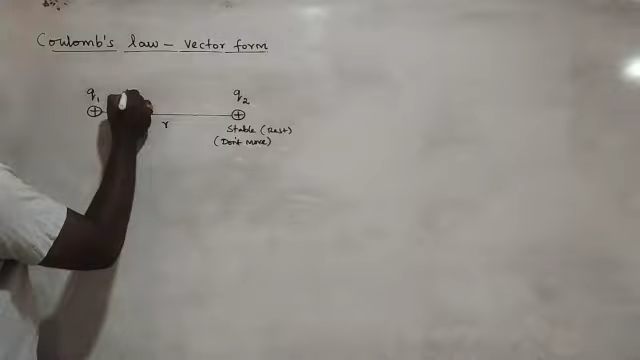 Coulomb's law - vector form
q1 q2
+ +
r
Stable (Rest)
(Don't move)